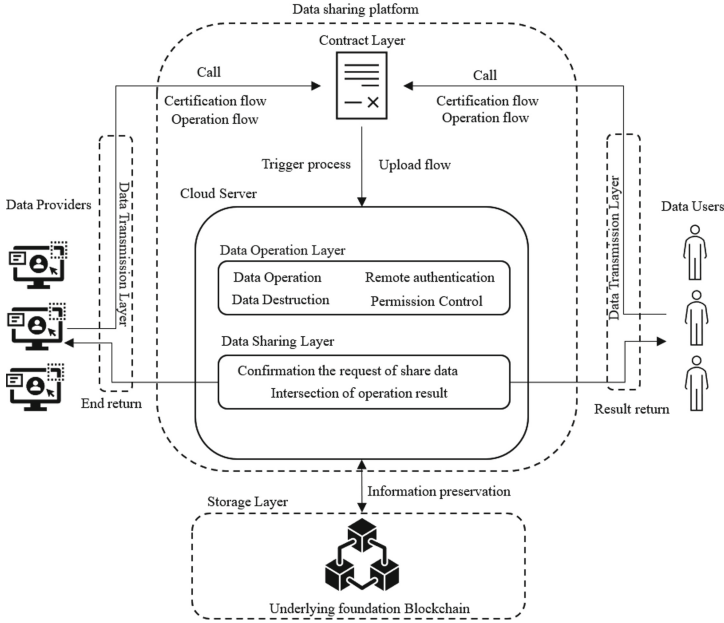 Data sharing platform
Contract Layer
Call
Certification flow
Operation flow
Call
Certification flow
Operation flow
Trigger process
Upload flow
Cloud Server
Data Providers
Data Transmission Layer
Data Transmission Layer
Data Users
Data Operation Layer
Data Operation
Remote authentication
Data Destruction
Permission Control
Data Sharing Layer
Confirmation the request of share data
Intersection of operation result
End return
Result return
Information preservation
Storage Layer
Underlying foundation Blockchain